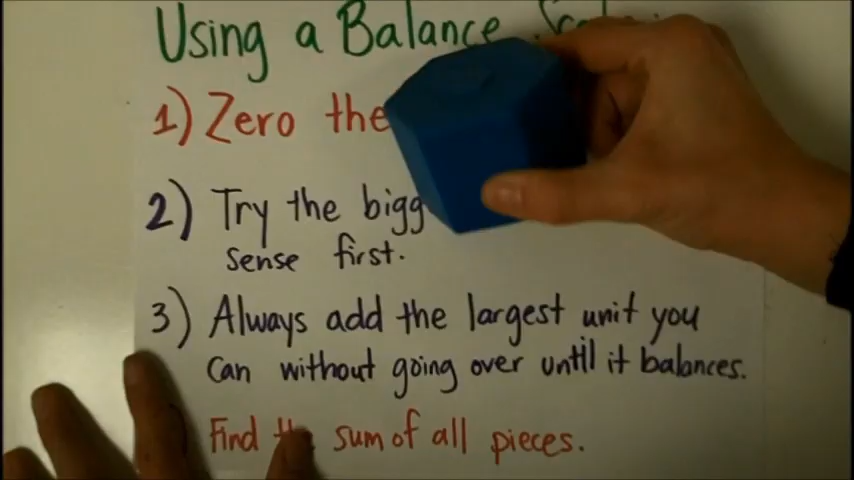 Using a Balance
1) Zero the
2) Try the bigg
sense first.
3) Always add the largest unit you
can without going over until it balances.
Find the sum of all pieces.